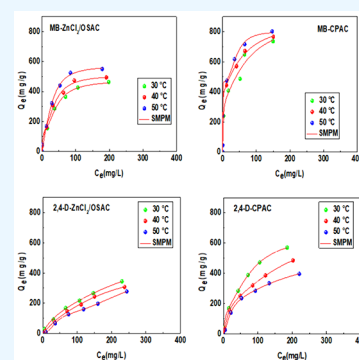 MB-ZnCl2/OSAC
30 °C
40 °C
50 °C
SMPM
Qe(mg/L)
800
600
400
200
0
0 100 200 300 400
Ce(mg/L)
MB-CPAC
30 °C
40 °C
50 °C
SMPM
Qe(mg/L)
800
600
400
200
0
0 100 200 300 400
Ce(mg/L)
2,4-D-ZnCl2/OSAC
30 °C
40 °C
50 °C
SMPM
Qe(mg/L)
800
600
400
200
0
0 100 200 300 400
Ce(mg/L)
2,4-D-CPAC
30 °C
40 °C
50 °C
SMPM
Qe(mg/L)
800
600
400
200
0
0 100 200 300 400
Ce(mg/L)